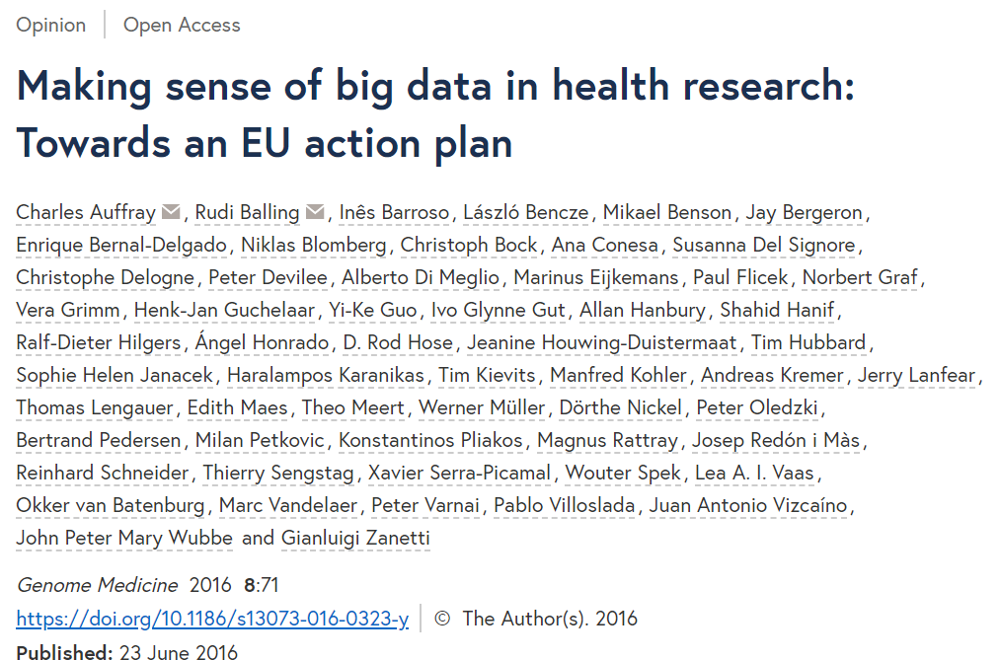 Opinion | Open Access
Making sense of big data in health research:
Towards an EU action plan
Charles Auffray, Rudi Balling, Inês Barroso, László Bencze, Mikael Benson, Jay Bergeron,
Enrique Bernal-Delgado, Niklas Blomberg, Christoph Bock, Ana Conesa, Susanna Del Signore,
Christophe Delogne, Peter Devilee, Alberto Di Meglio, Marinus Eijkemans, Paul Flicek, Norbert Graf,
Vera Grimm, Henk-Jan Guchelaar, Yi-Ke Guo, Ivo Glynne Gut, Allan Hanbury, Shahid Hanif,
Ralf-Dieter Hilgers, Ángel Honrado, D. Rod Hose, Jeanine Houwing-Duistermaat, Tim Hubbard,
Sophie Helen Janacek, Haralampos Karanikas, Tim Kievits, Manfred Kohler, Andreas Kremer, Jerry Lanfear,
Thomas Lengauer, Edith Maes, Theo Meert, Werner Müller, Dörthe Nickel, Peter Oledzki,
Bertrand Pedersen, Milan Petkovic, Konstantinos Pliakos, Magnus Rattray, Josep Redón i Màs,
Reinhard Schneider, Thierry Sengstag, Xavier Serra-Picamal, Wouter Spek, Lea A. I. Vaas,
Okker van Batenburg, Marc Vandelaer, Peter Varnai, Pablo Villoslada, Juan Antonio Vizcaíno,
John Peter Mary Wubbe and Gianluigi Zanetti
Genome Medicine 2016 8:71
https://doi.org/10.1186/s13073-016-0323-y | © The Author(s). 2016
Published: 23 June 2016